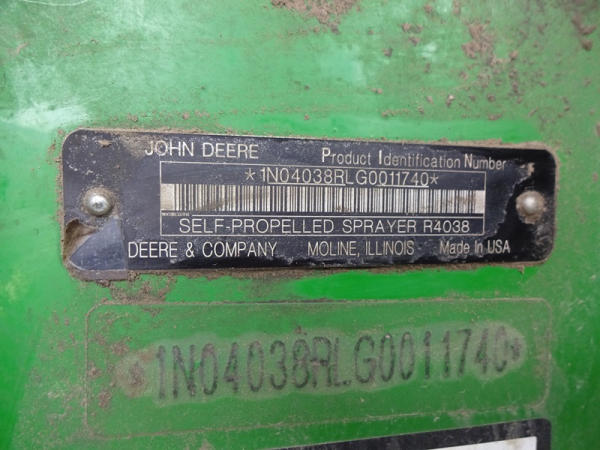 JOHN DEERE Product Identification Number
*1N04038RLG0011740*
SELF-PROPELLED SPRAYER R4038
DEERE & COMPANY MOLINE, ILLINOIS Made In USA
*1N04038RLG0011740*